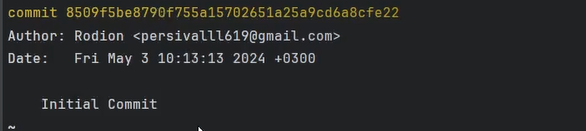 commit 8509f5be8790f755a15702651a25a9cd6a8cfe22
Author: Rodion <persivalll619@gmail.com>
Date:   Fri May 3 10:13:13 2024 +0300
Initial Commit
~